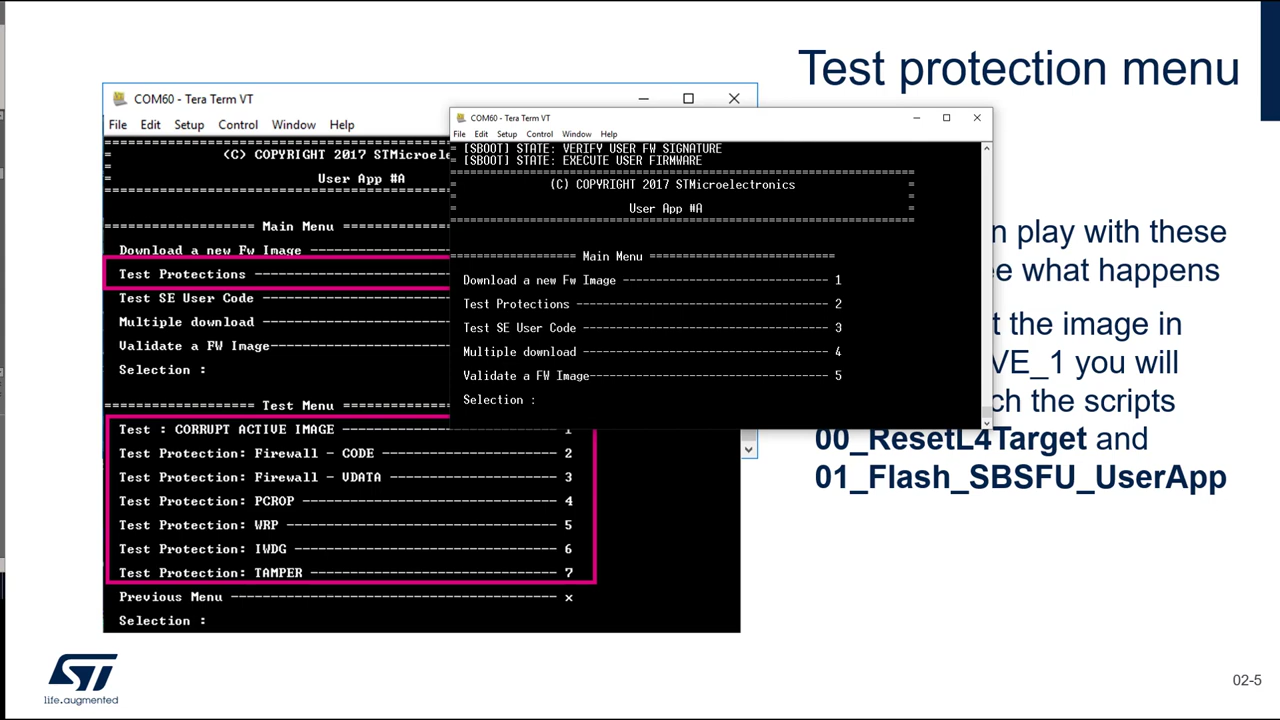 Test protection menu
COM60 - Tera Term VT
File Edit Setup Control Window Help
(C) COPYRIGHT 2017 STMicroele
User App #A
Main Menu
Download a new Fw Image
Test Protections
Test SE User Code
Multiple download
Validate a FW Image
Selection :
Test Menu
Test : CORRUPT ACTIVE IMAGE 1
Test Protection: Firewall - CODE 2
Test Protection: Firewall - VDATA 3
Test Protection: PCROP 4
Test Protection: WRP 5
Test Protection: IWDG 6
Test Protection: TAMPER 7
Previous Menu x
Selection :
COM60 - Tera Term VT
File Edit Setup Control Window Help
= [SBOOT] STATE: VERIFY USER FW SIGNATURE
= [SBOOT] STATE: EXECUTE USER FIRMWARE
(C) COPYRIGHT 2017 STMicroelectronics
User App #A
Main Menu
Download a new Fw Image 1
Test Protections 2
Test SE User Code 3
Multiple download 4
Validate a FW Image 5
Selection :
n play with these
e what happens
t the image in
VE_1 you will
ch the scripts
00_ResetL4Target and
01_Flash_SBSFU_UserApp
ST
life.augmented
02-5